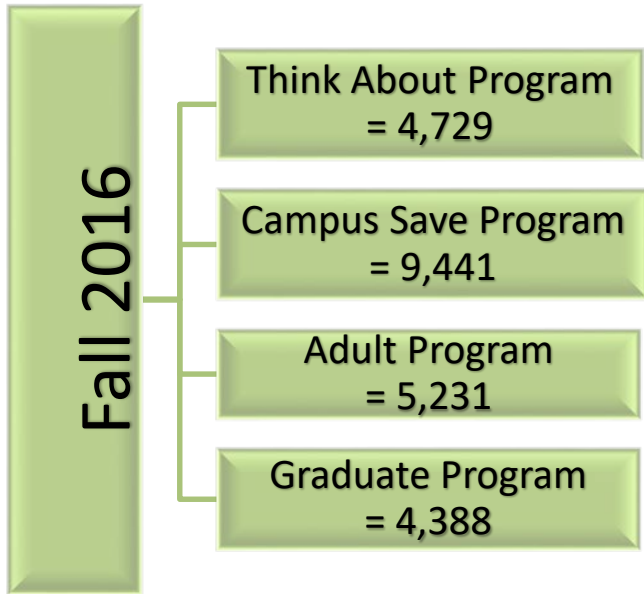 Fall 2016
Think About Program
= 4,729
Campus Save Program
= 9,441
Adult Program
= 5,231
Graduate Program
= 4,388